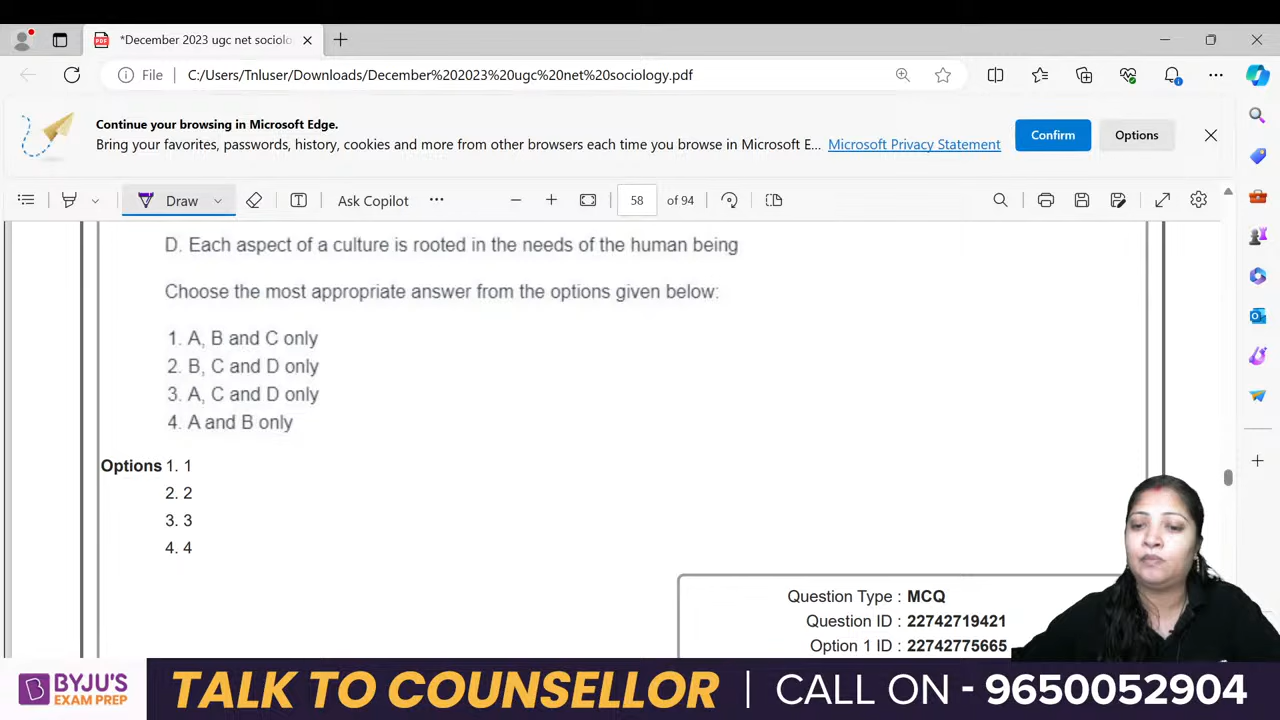 *December 2023 ugc net sociolo
File C:/Users/Tnluser/Downloads/December%202023%20ugc%20net%20sociology.pdf
Continue your browsing in Microsoft Edge.
Bring your favorites, passwords, history, cookies and more from other browsers each time you browse in Microsoft E... Microsoft Privacy Statement
Confirm
Options
Draw
Ask Copilot
58 of 94
D. Each aspect of a culture is rooted in the needs of the human being
Choose the most appropriate answer from the options given below:
1. A, B and C only
2. B, C and D only
3. A, C and D only
4. A and B only
Options 1. 1
2. 2
3. 3
4. 4
Question Type : MCQ
Question ID : 22742719421
Option 1 ID : 22742775665
BYJU'S
EXAM PREP
TALK TO COUNSELLOR | CALL ON - 9650052904